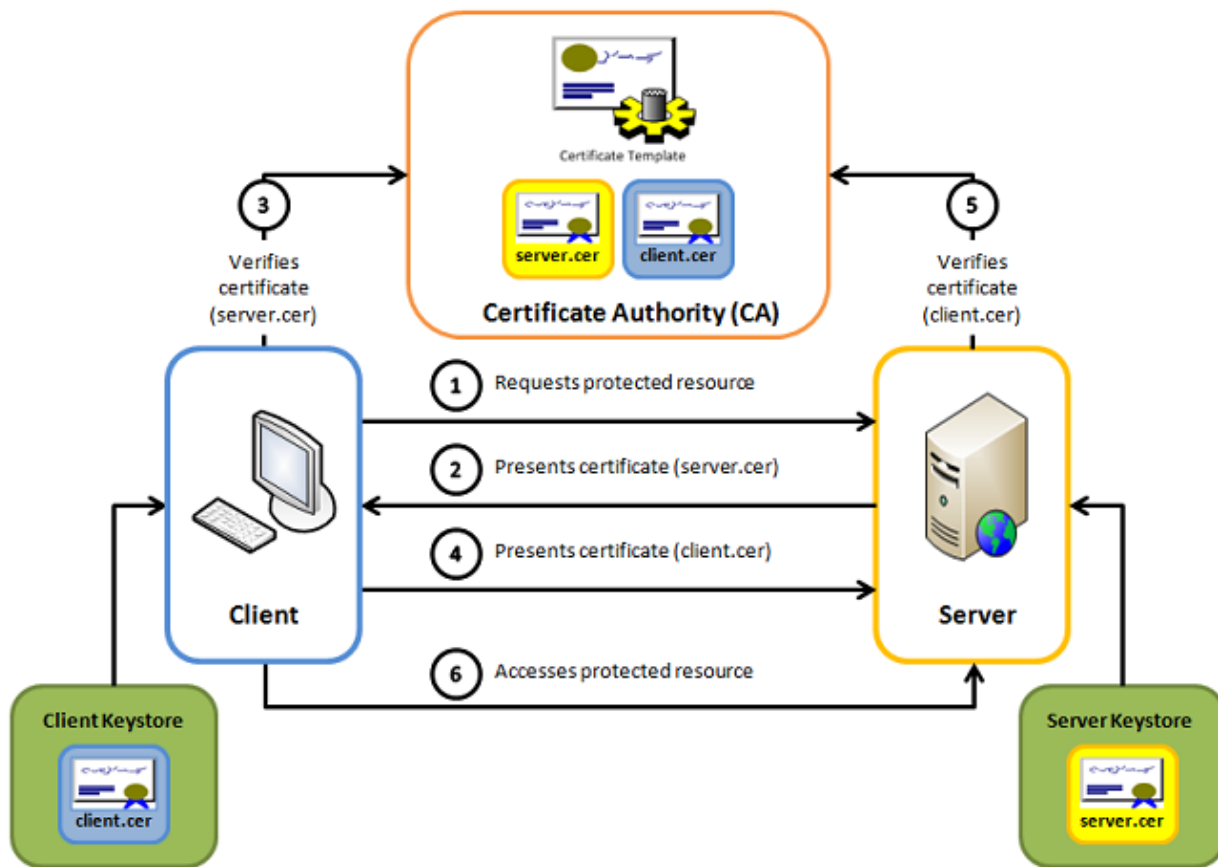 Certificate Template
server.cer
client.cer
Certificate Authority (CA)
3
Verifies
certificate
(server.cer)
5
Verifies
certificate
(client.cer)
1 Requests protected resource
2 Presents certificate (server.cer)
4 Presents certificate (client.cer)
Client
Server
6 Accesses protected resource
Client Keystore
client.cer
Server Keystore
server.cer